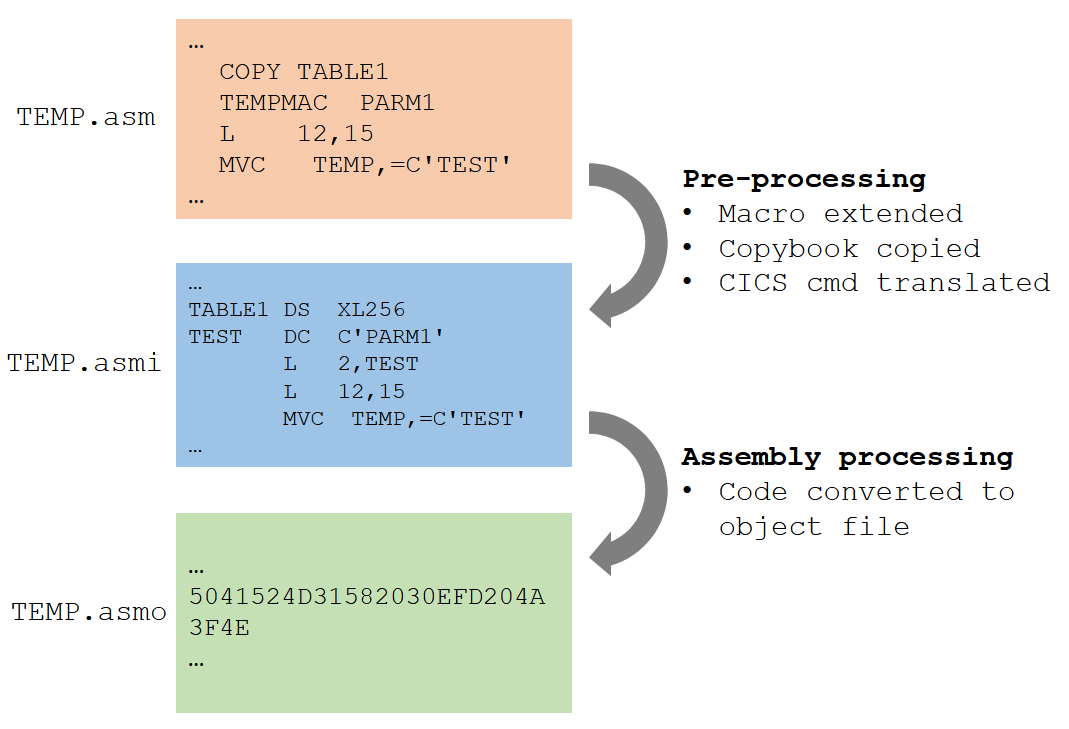 TEMP.asm
…
COPY TABLE1
TEMPMAC PARM1
L 12,15
MVC TEMP,=C'TEST'
…
Pre-processing
• Macro extended
• Copybook copied
• CICS cmd translated
TEMP.asmi
…
TABLE1 DS XL256
TEST DC C'PARM1'
L 2,TEST
L 12,15
MVC TEMP,=C'TEST'
…
Assembly processing
• Code converted to
object file
TEMP.asmo
…
5041524D31582030EFD204A
3F4E
…